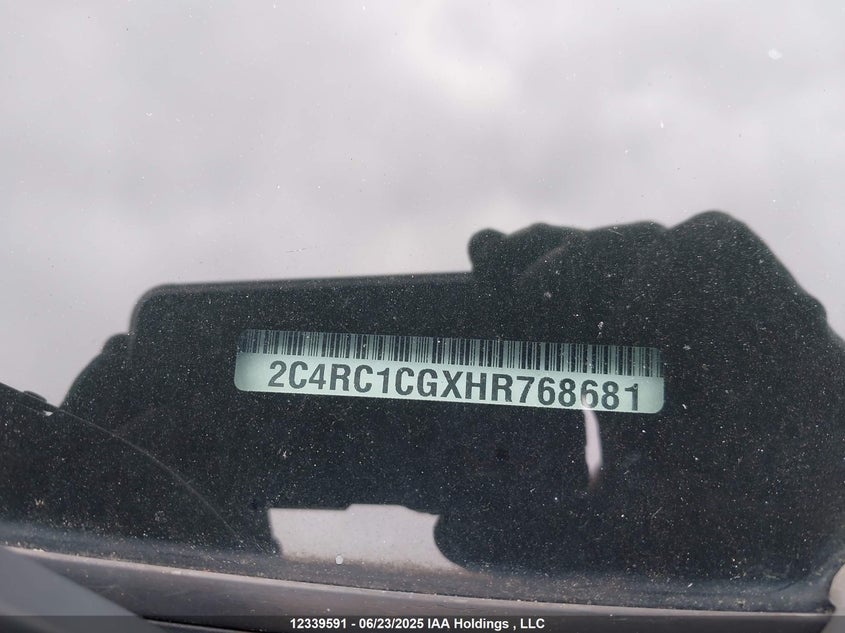 2C4RC1CGXHR768681
12339591 - 06/23/2025 IAA Holdings , LLC